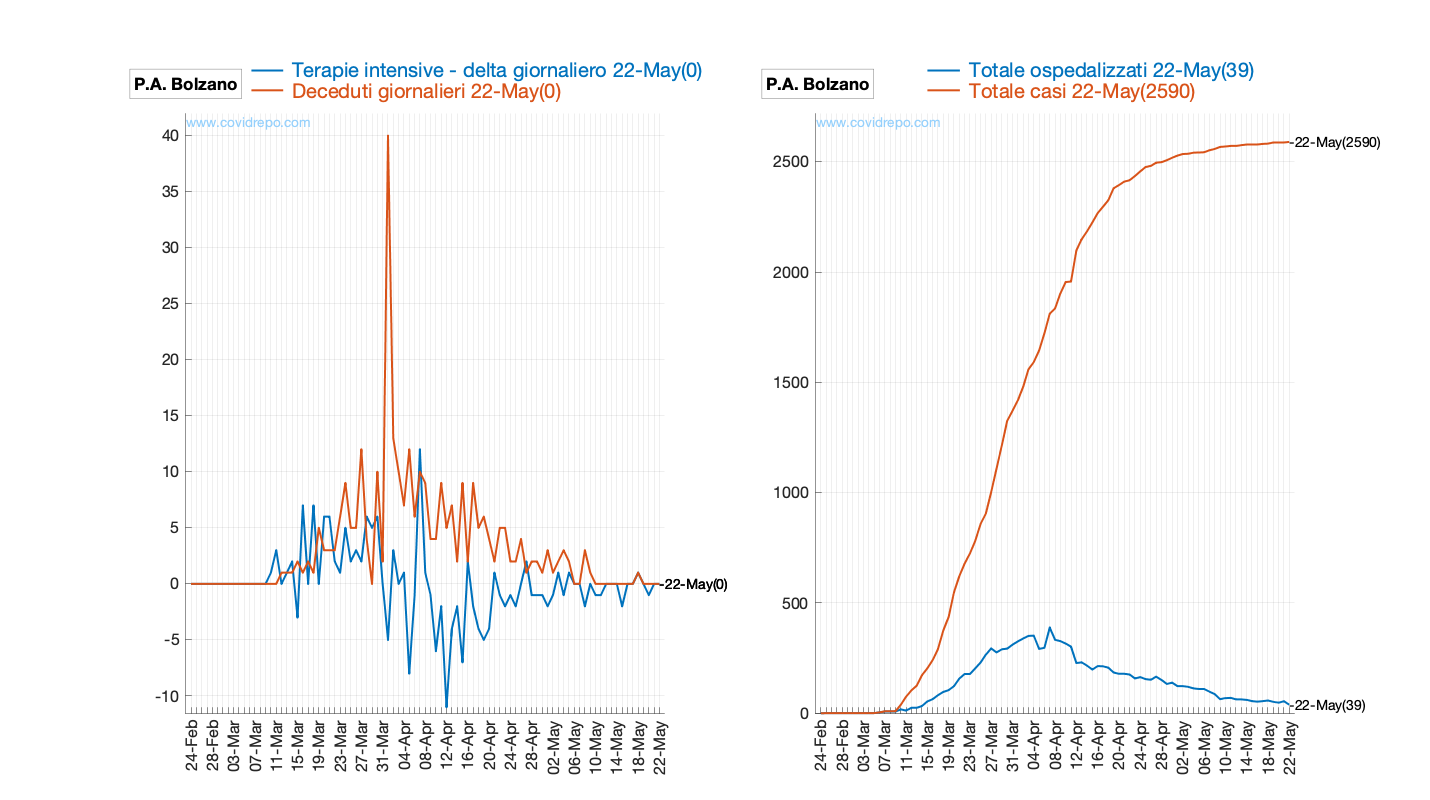 P.A. Bolzano
Terapie intensive - delta giornaliero 22-May(0)
Deceduti giornalieri 22-May(0)
www.covidrepo.com
40
35
30
25
20
15
10
5
0
-5
-10
-22-May(0)
24-Feb
28-Feb
03-Mar
07-Mar
11-Mar
15-Mar
19-Mar
23-Mar
27-Mar
31-Mar
04-Apr
08-Apr
12-Apr
16-Apr
20-Apr
24-Apr
28-Apr
02-May
06-May
10-May
14-May
18-May
22-May
P.A. Bolzano
Totale ospedalizzati 22-May(39)
Totale casi 22-May(2590)
www.covidrepo.com
2500
2000
1500
1000
500
0
-22-May(2590)
-22-May(39)
24-Feb
28-Feb
03-Mar
07-Mar
11-Mar
15-Mar
19-Mar
23-Mar
27-Mar
31-Mar
04-Apr
08-Apr
12-Apr
16-Apr
20-Apr
24-Apr
28-Apr
02-May
06-May
10-May
14-May
18-May
22-May